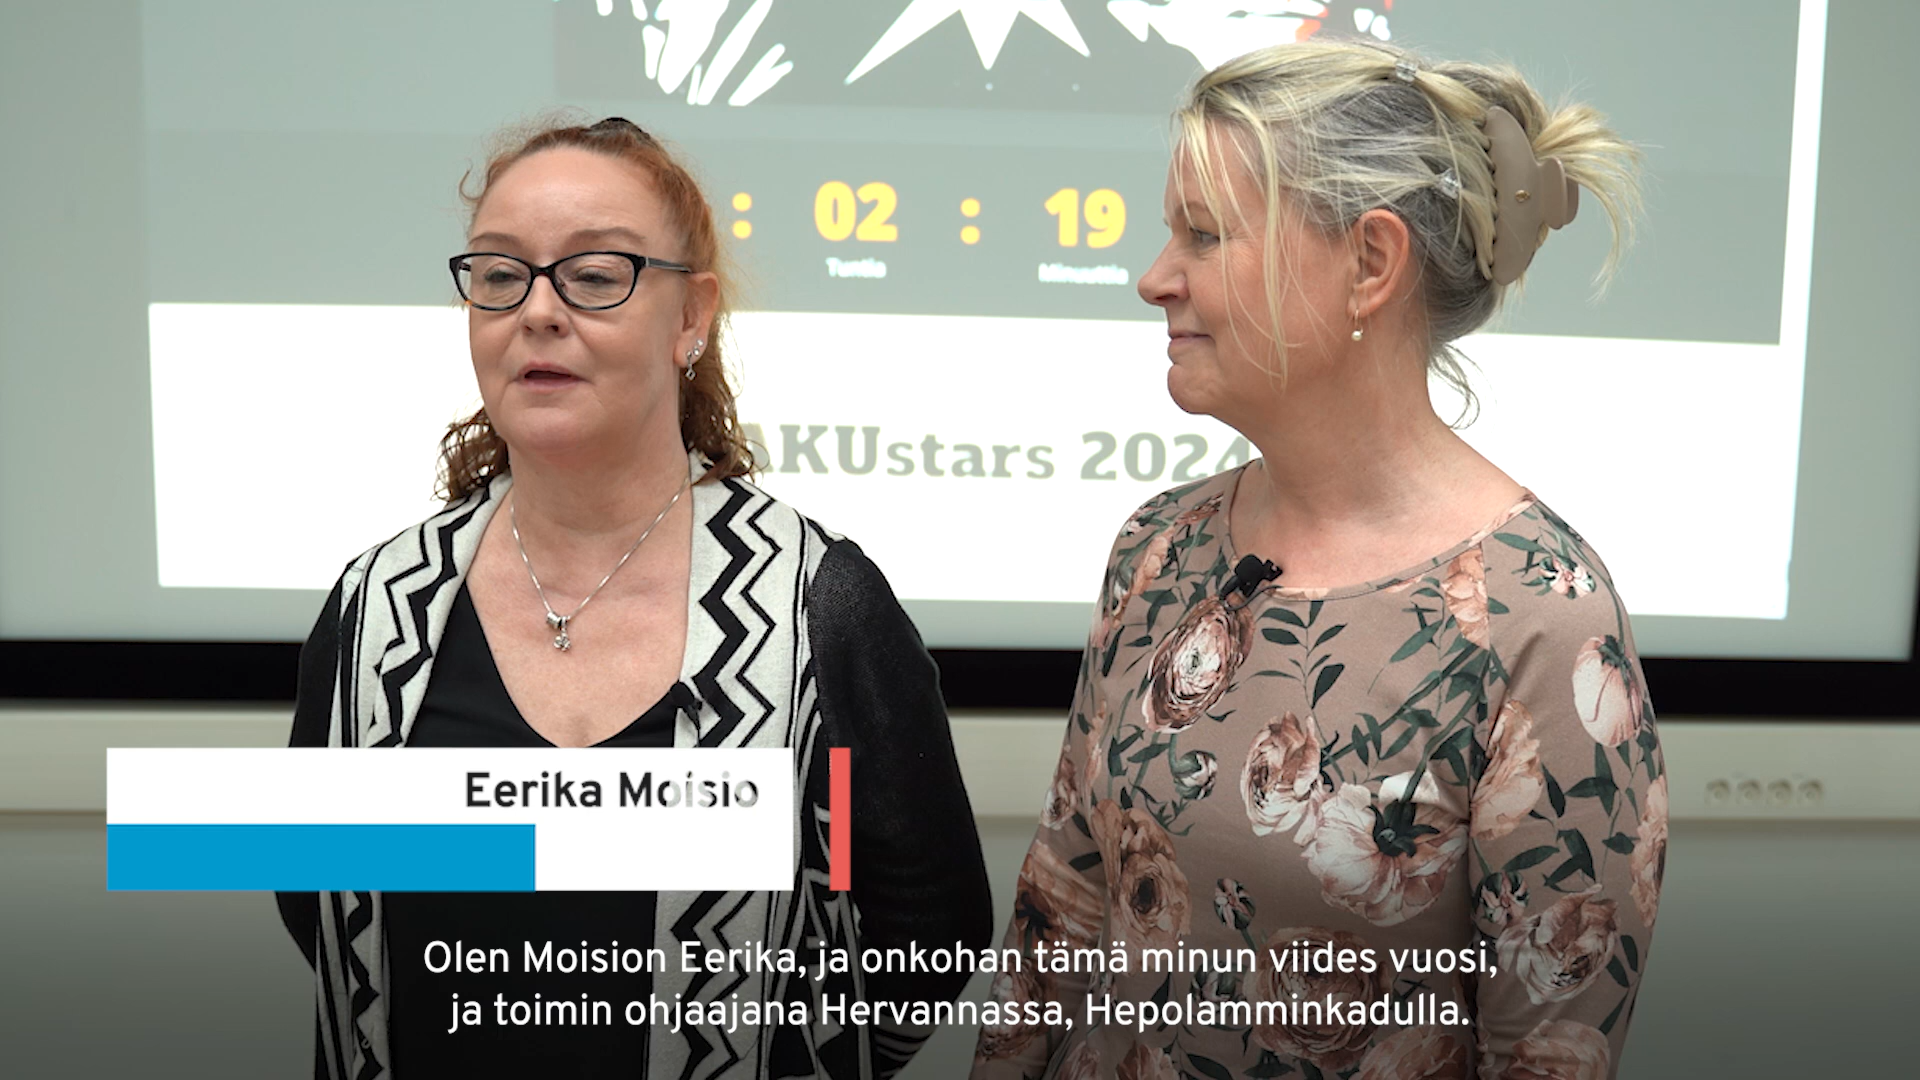 : 02 : 19
Tuntia Minuuttia
AKUstars 2024
Eerika Moisio
Olen Moision Eerika, ja onkohan tämä minun viides vuosi,
ja toimin ohjaajana Hervannassa, Hepolamminkadulla.